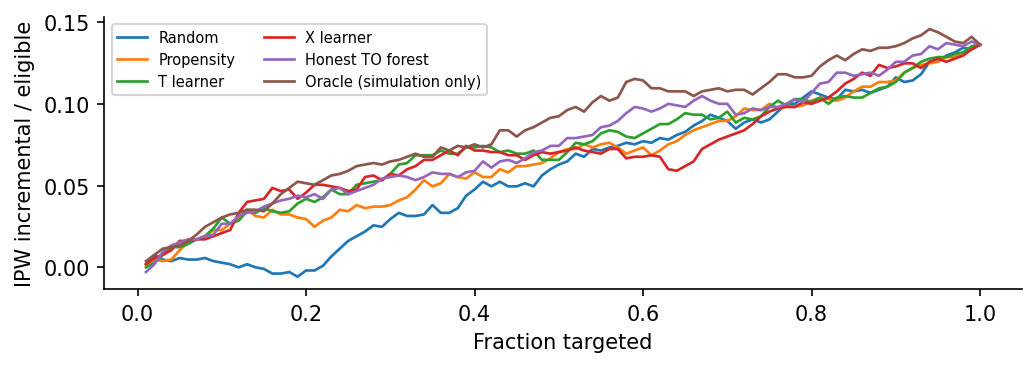 IPW incremental / eligible
0.15
0.10
0.05
0.00
Random
Propensity
T learner
X learner
Honest TO forest
Oracle (simulation only)
0.0 0.2 0.4 0.6 0.8 1.0
Fraction targeted